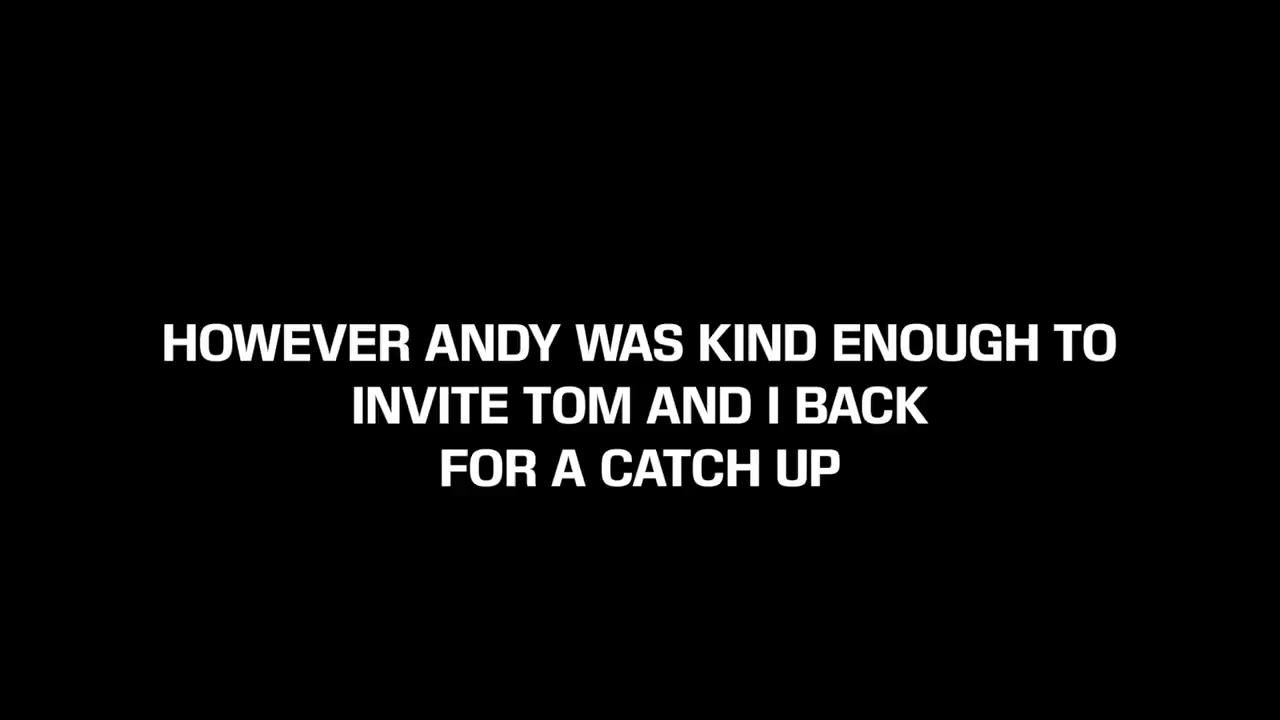 HOWEVER ANDY WAS KIND ENOUGH TO
INVITE TOM AND I BACK
FOR A CATCH UP